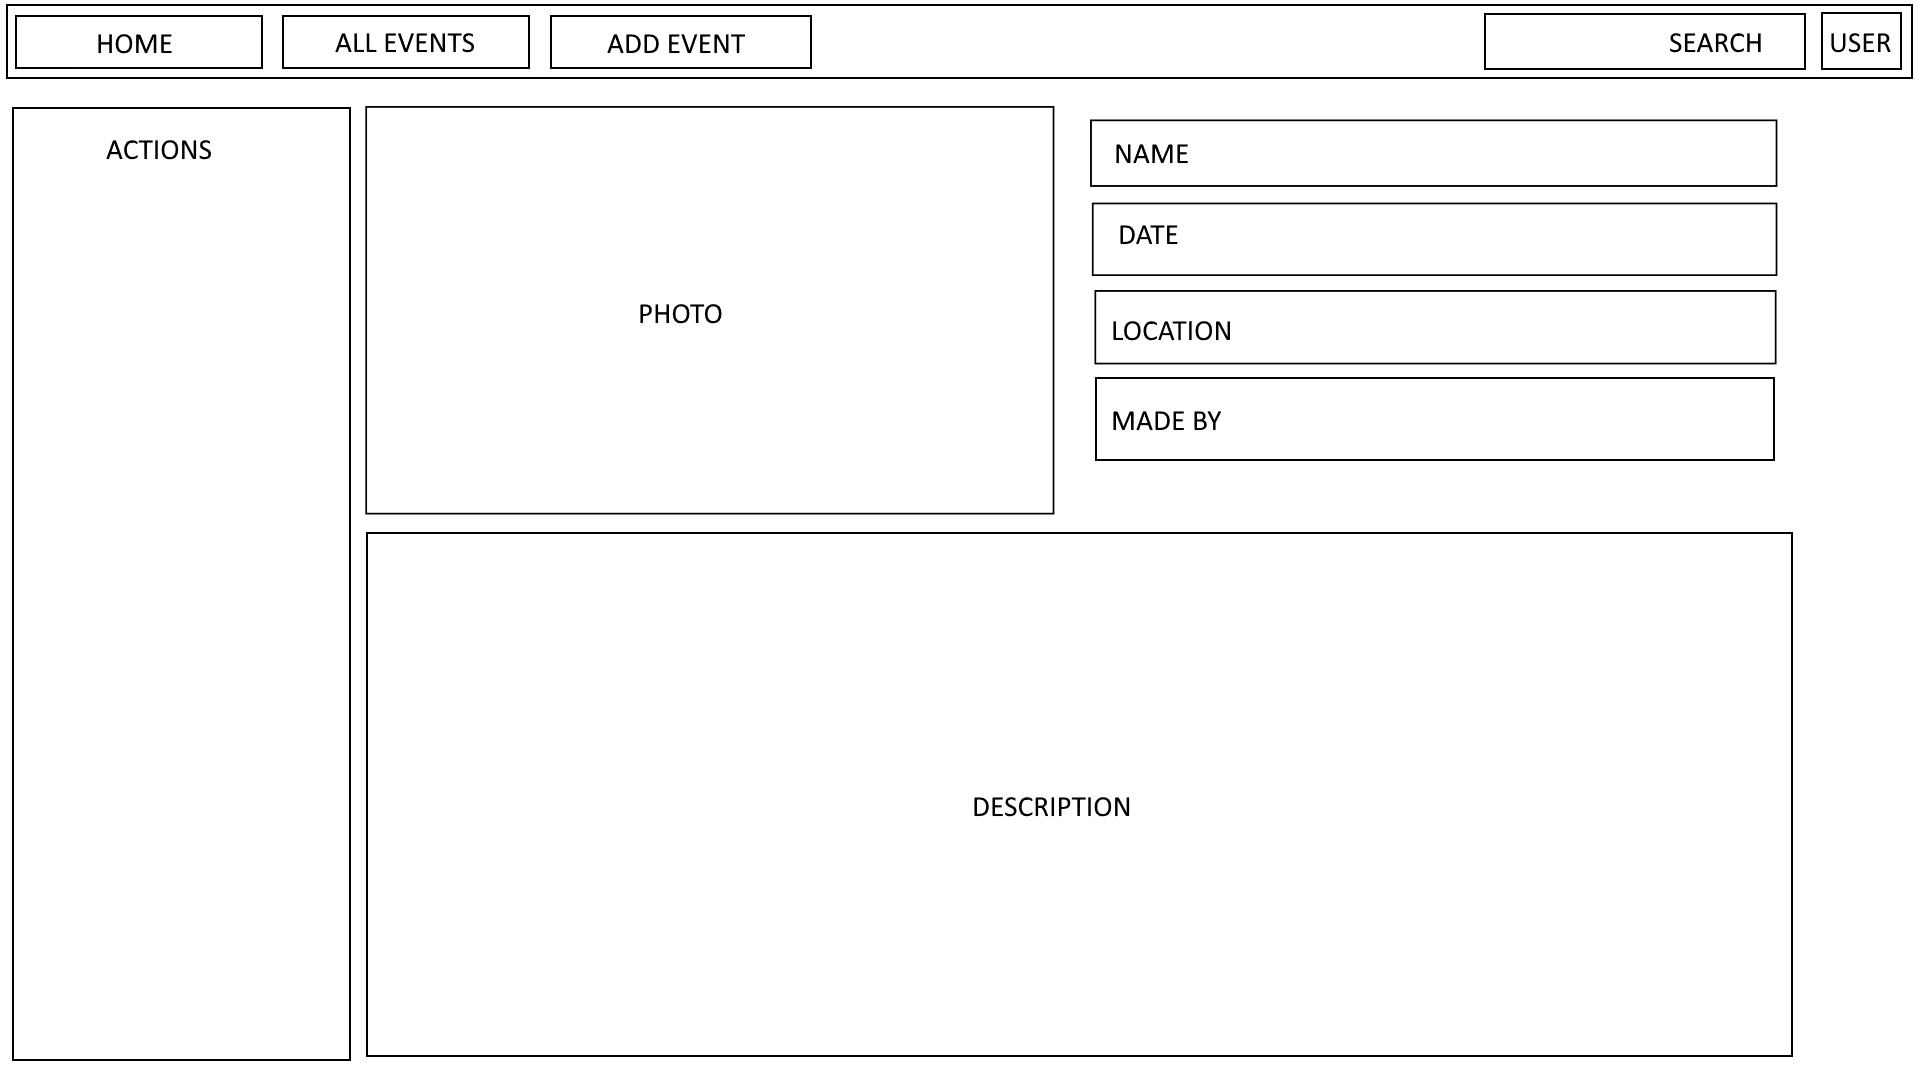 HOME
ALL EVENTS
ADD EVENT
SEARCH
USER
ACTIONS
PHOTO
NAME
DATE
LOCATION
MADE BY
DESCRIPTION